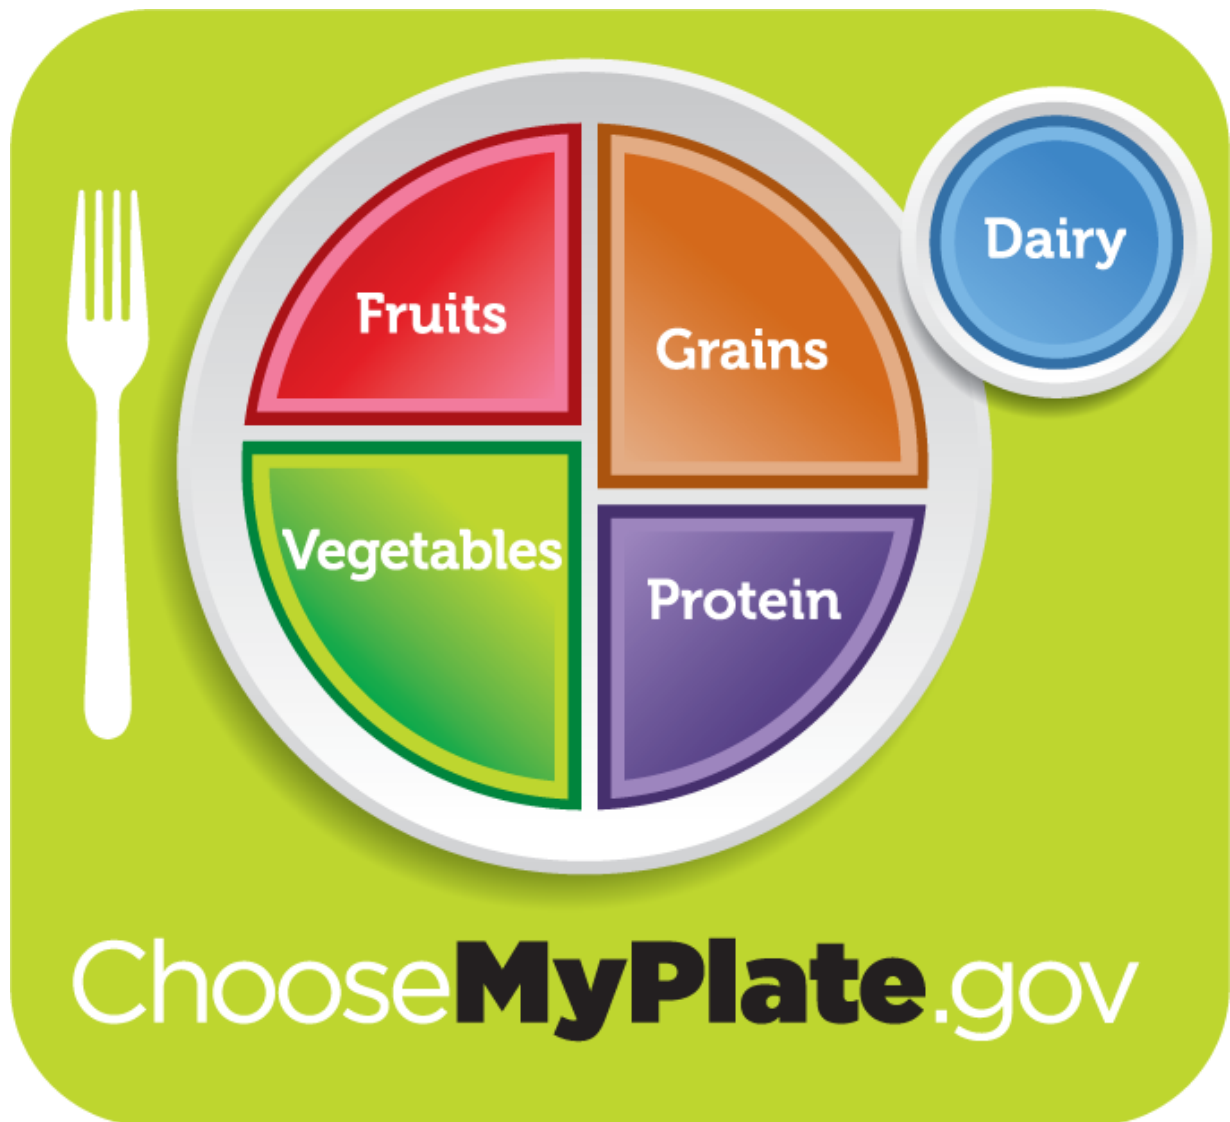 Fruits
Grains
Dairy
Vegetables
Protein
ChooseMyPlate.gov